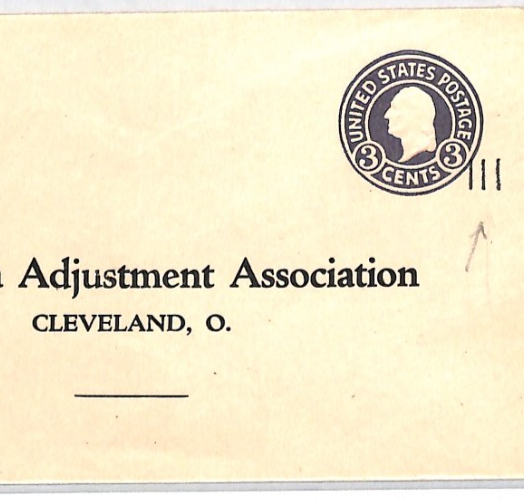 UNITED STATES POSTAGE
3 CENTS 3
Adjustment Association
CLEVELAND, O.